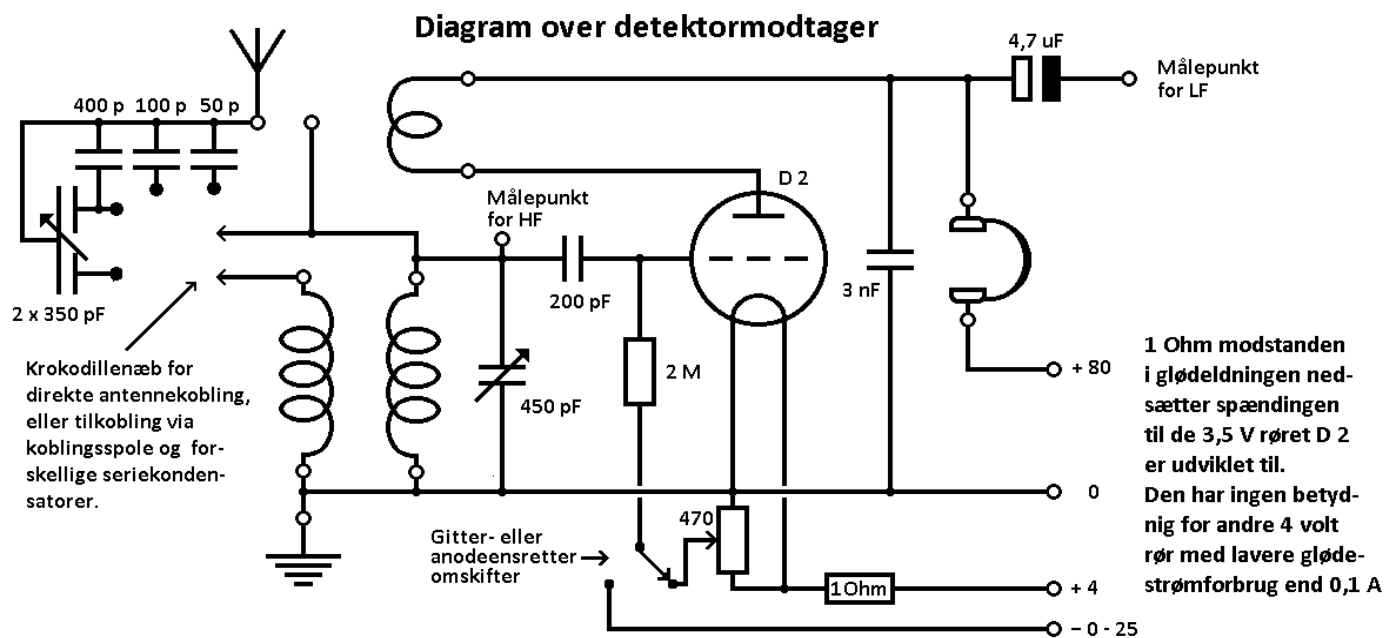 Diagram over detektormodtager
4,7 uF
Målepunkt
for LF
400 p 100 p 50 p
D 2
Målepunkt
for HF
200 pF
3 nF
2 x 350 pF
Krokodillenæb for
direkte antennekobling,
eller tilkobling via
koblingsspole og for-
skellige seriekonden-
satorer.
450 pF
2 M
+ 80
1 Ohm modstanden
i glødeldningen ned-
sætter spændingen
til de 3,5 V røret D 2
er udviklet til.
Den har ingen betyd-
nig for andre 4 volt
rør med lavere gløde-
strømforbrug end 0,1 A
0
470
Gitter- eller
anodeensretter
omskifter
1 Ohm
+ 4
– 0 - 25